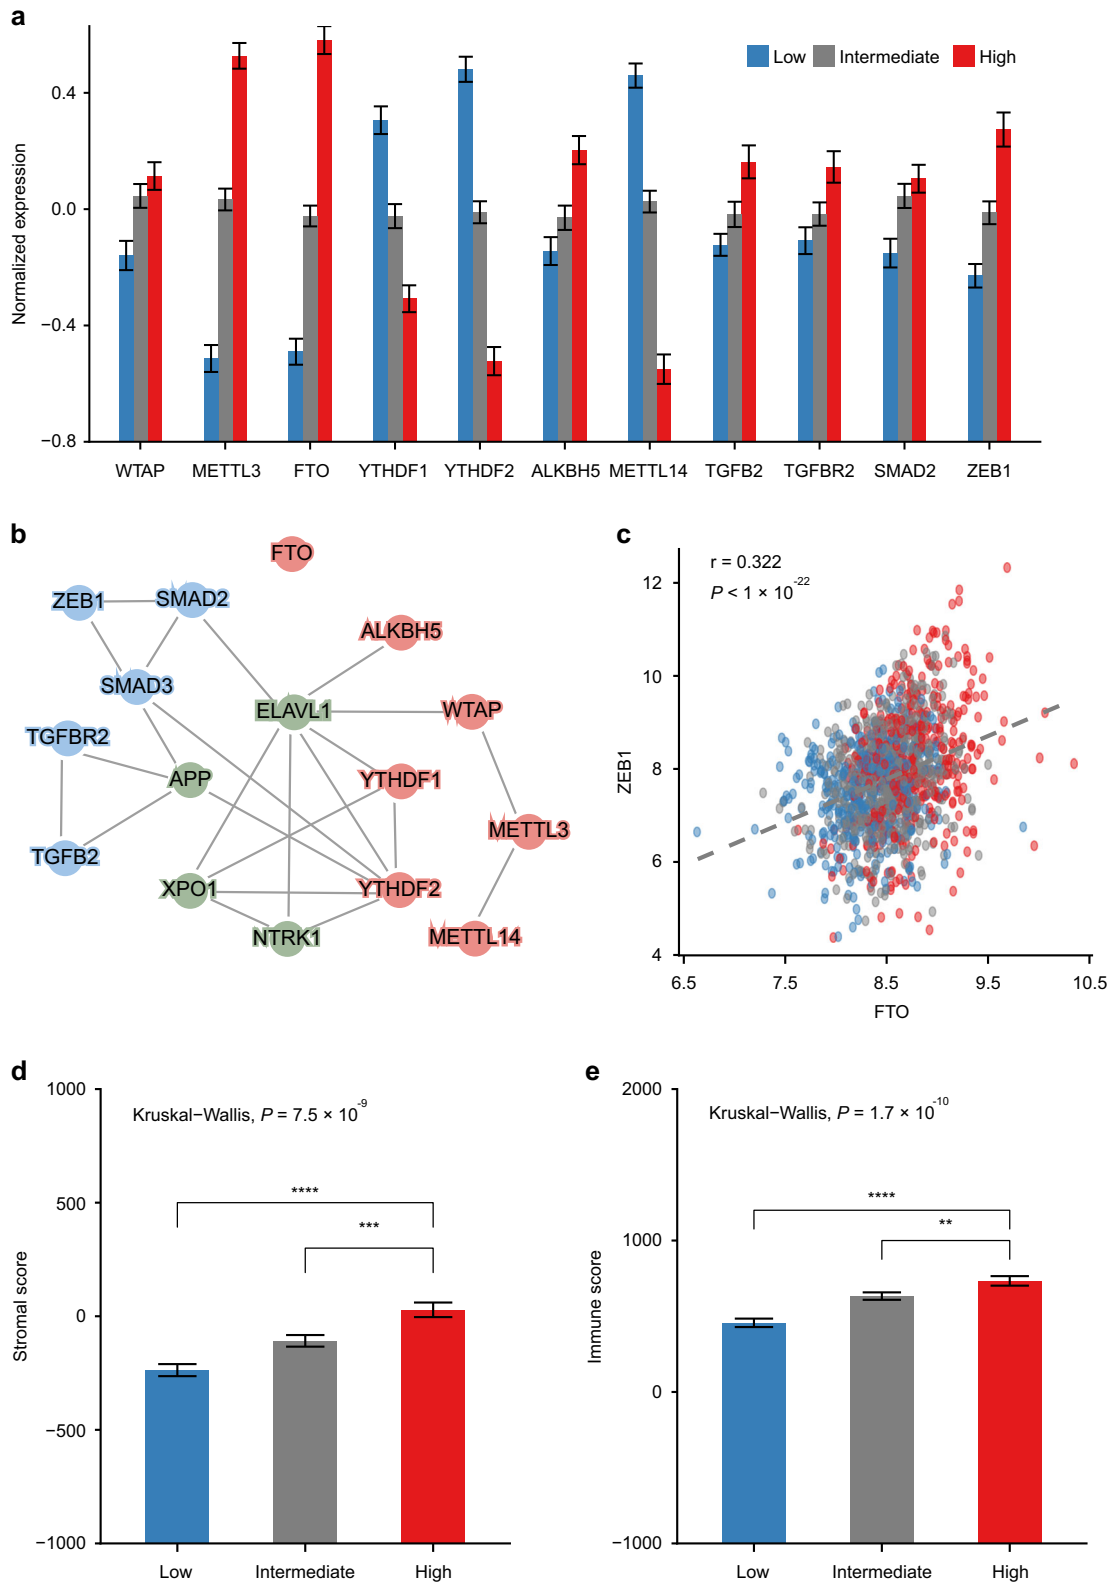 a
Low Intermediate High
Normalized expression
0.4
0.0
−0.4
−0.8
WTAP METTL3 FTO YTHDF1 YTHDF2 ALKBH5 METTL14 TGFB2 TGFBR2 SMAD2 ZEB1
b
FTO
ZEB1 SMAD2
ALKBH5
SMAD3
ELAVL1 WTAP
TGFBR2
APP YTHDF1
METTL3
TGFB2
XPO1 YTHDF2
NTRK1 METTL14
c
r = 0.322
P < 1 × 10^-22
ZEB1
12
10
8
6
4
6.5 7.5 8.5 9.5 10.5
FTO
d
Kruskal−Wallis, P = 7.5 × 10^-9
Stromal score
1000
500
0
−500
−1000
****
***
Low Intermediate High
e
Kruskal−Wallis, P = 1.7 × 10^-10
Immune score
2000
1000
0
−1000
****
**
Low Intermediate High